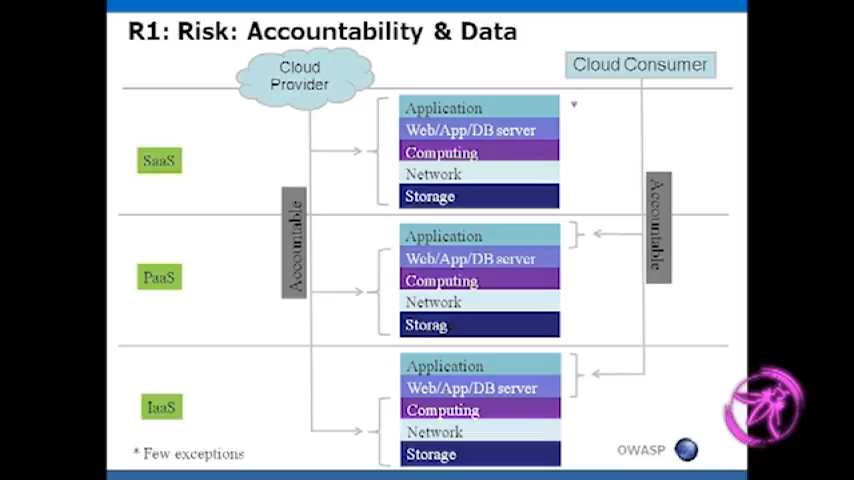 R1: Risk: Accountability & Data
Cloud
Provider
Cloud Consumer
SaaS
Application
Web/App/DB server
Computing
Network
Storage
*
Accountable
Accountable
PaaS
Application
Web/App/DB server
Computing
Network
Storag
IaaS
Application
Web/App/DB server
Computing
Network
Storage
* Few exceptions
OWASP